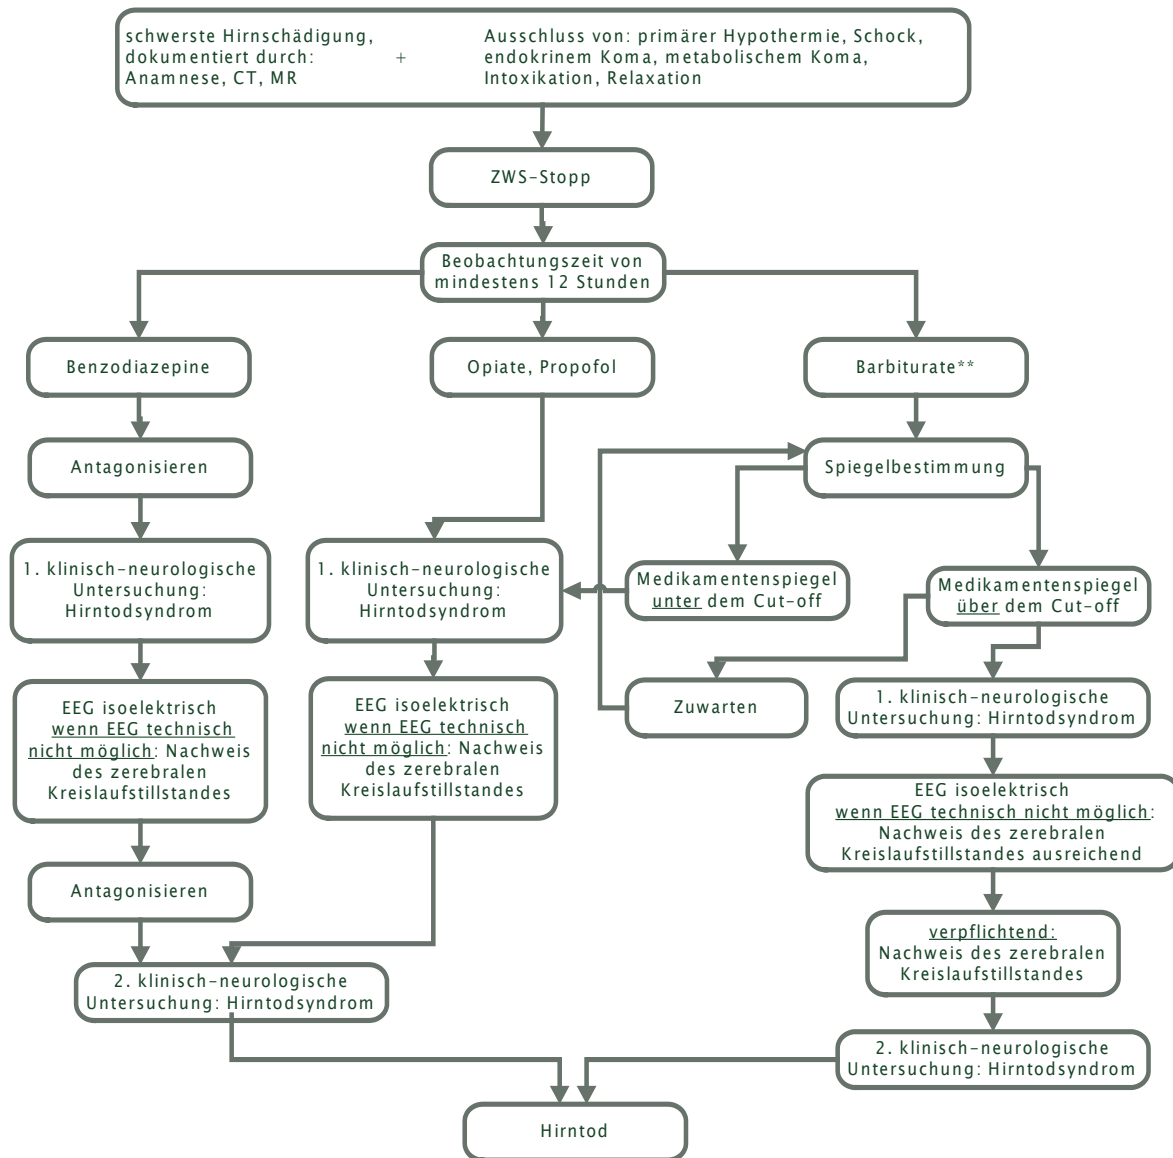 schwerste Hirnschädigung,
dokumentiert durch:
Anamnese, CT, MR
+
Ausschluss von: primärer Hypothermie, Schock,
endokrinem Koma, metabolischem Koma,
Intoxikation, Relaxation
ZWS-Stopp
Beobachtungszeit von
mindestens 12 Stunden
Benzodiazepine
Opiate, Propofol
Barbiturate**
Antagonisieren
Spiegelbestimmung
1. klinisch-neurologische
Untersuchung:
Hirntodsyndrom
1. klinisch-neurologische
Untersuchung:
Hirntodsyndrom
Medikamentenspiegel
unter dem Cut-off
Medikamentenspiegel
über dem Cut-off
EEG isoelektrisch
wenn EEG technisch
nicht möglich: Nachweis
des zerebralen
Kreislaufstillstandes
EEG isoelektrisch
wenn EEG technisch
nicht möglich: Nachweis
des zerebralen
Kreislaufstillstandes
Zuwarten
1. klinisch-neurologische
Untersuchung: Hirntodsyndrom
EEG isoelektrisch
wenn EEG technisch nicht möglich:
Nachweis des zerebralen
Kreislaufstillstandes ausreichend
Antagonisieren
verpflichtend:
Nachweis des zerebralen
Kreislaufstillstandes
2. klinisch-neurologische
Untersuchung: Hirntodsyndrom
2. klinisch-neurologische
Untersuchung: Hirntodsyndrom
Hirntod